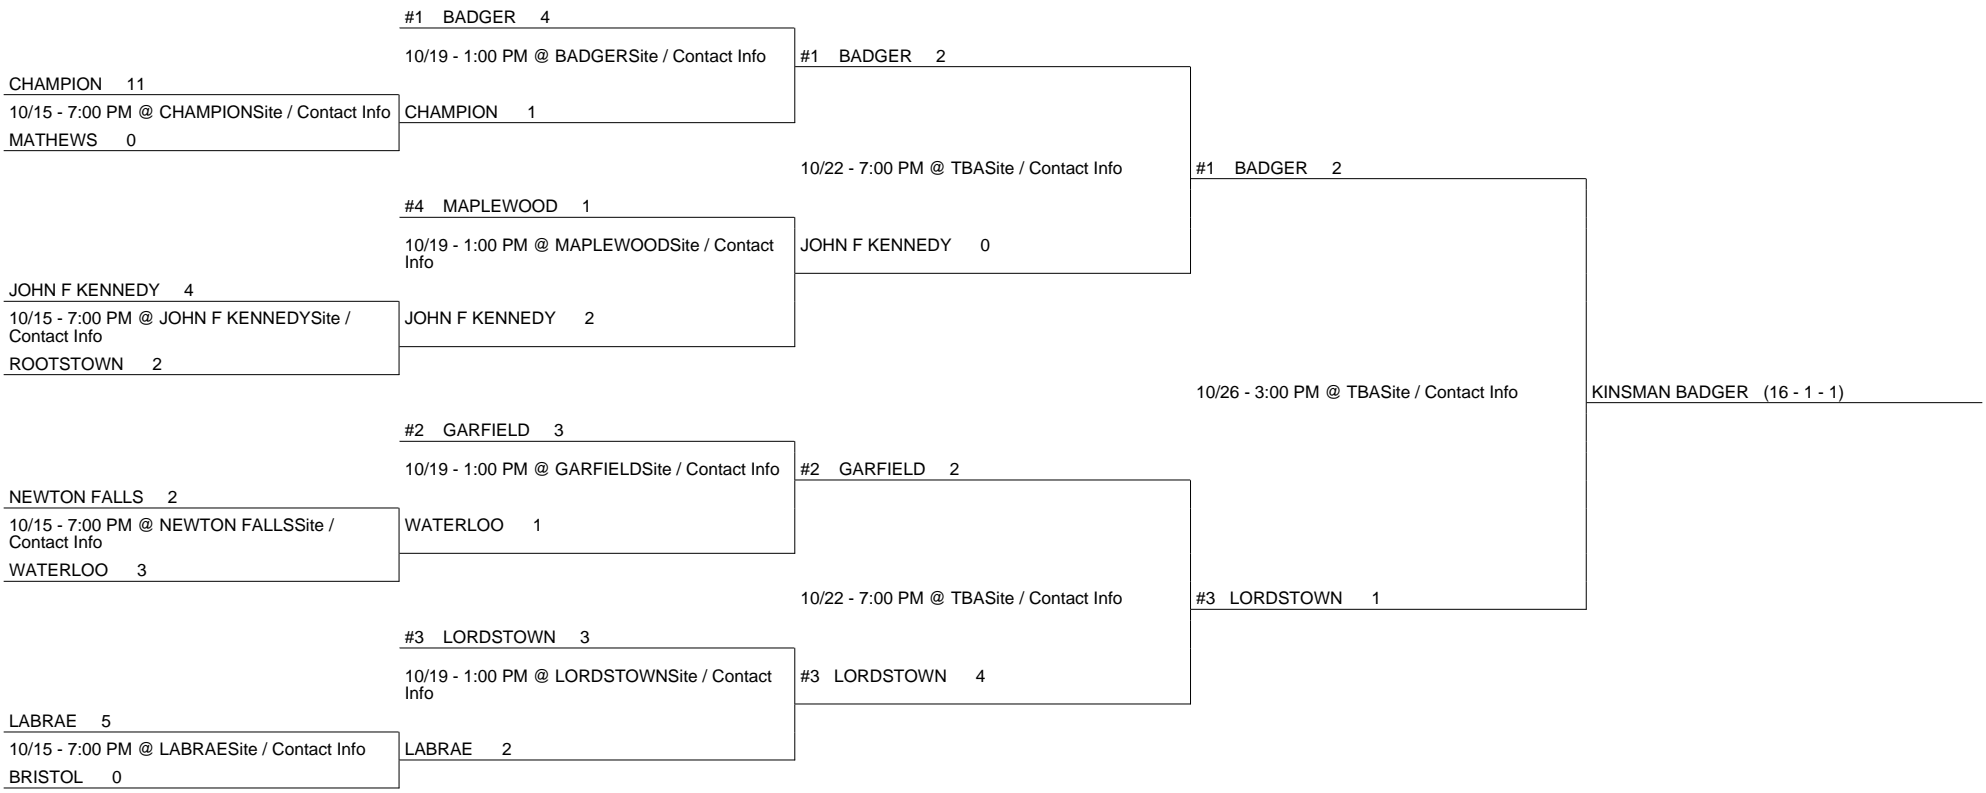 #1 BADGER 4
10/19 - 1:00 PM @ BADGERSite / Contact Info
#1 BADGER 2
CHAMPION 11
10/15 - 7:00 PM @ CHAMPIONSite / Contact Info
CHAMPION 1
MATHEWS 0
10/22 - 7:00 PM @ TBASite / Contact Info
#1 BADGER 2
#4 MAPLEWOOD 1
10/19 - 1:00 PM @ MAPLEWOODSite / Contact
Info
JOHN F KENNEDY 0
JOHN F KENNEDY 4
10/15 - 7:00 PM @ JOHN F KENNEDYSite /
Contact Info
JOHN F KENNEDY 2
ROOTSTOWN 2
10/26 - 3:00 PM @ TBASite / Contact Info
KINSMAN BADGER (16 - 1 - 1)
#2 GARFIELD 3
10/19 - 1:00 PM @ GARFIELDSite / Contact Info
#2 GARFIELD 2
NEWTON FALLS 2
10/15 - 7:00 PM @ NEWTON FALLSSite /
Contact Info
WATERLOO 1
WATERLOO 3
10/22 - 7:00 PM @ TBASite / Contact Info
#3 LORDSTOWN 1
#3 LORDSTOWN 3
10/19 - 1:00 PM @ LORDSTOWNSite / Contact
Info
#3 LORDSTOWN 4
LABRAE 5
10/15 - 7:00 PM @ LABRAESite / Contact Info
LABRAE 2
BRISTOL 0